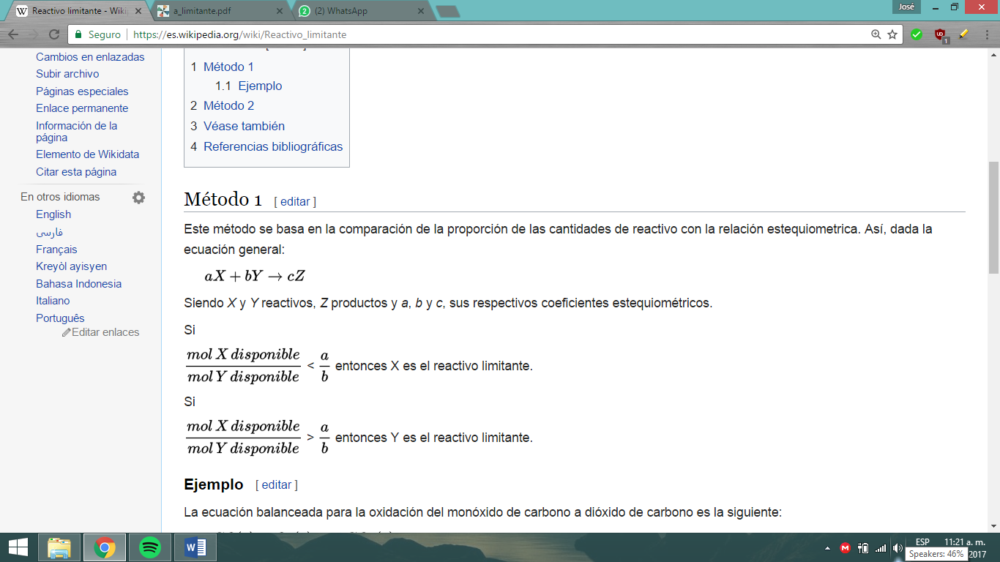 Reactivo limitante - Wiki
a_limitante.pdf
(2) WhatsApp
José
Seguro
https://es.wikipedia.org/wiki/Reactivo_limitante
1
Cambios en enlazadas
Subir archivo
Páginas especiales
Enlace permanente
Información de la
página
Elemento de Wikidata
Citar esta página
En otros idiomas
English
فارسی
Français
Kreyòl ayisyen
Bahasa Indonesia
Italiano
Português
Editar enlaces
1 Método 1
1.1 Ejemplo
2 Método 2
3 Véase también
4 Referencias bibliográficas
Método 1 [ editar ]
Este método se basa en la comparación de la proporción de las cantidades de reactivo con la relación estequiometrica. Así, dada la
ecuación general:
aX + bY → cZ
Siendo X y Y reactivos, Z productos y a, b y c, sus respectivos coeficientes estequiométricos.
Si
mol X disponible
mol Y disponible
< a
b
entonces X es el reactivo limitante.
Si
mol X disponible
mol Y disponible
> a
b
entonces Y es el reactivo limitante.
Ejemplo [ editar ]
La ecuación balanceada para la oxidación del monóxido de carbono a dióxido de carbono es la siguiente:
ESP
11:21 a. m.
2017
Speakers: 46%